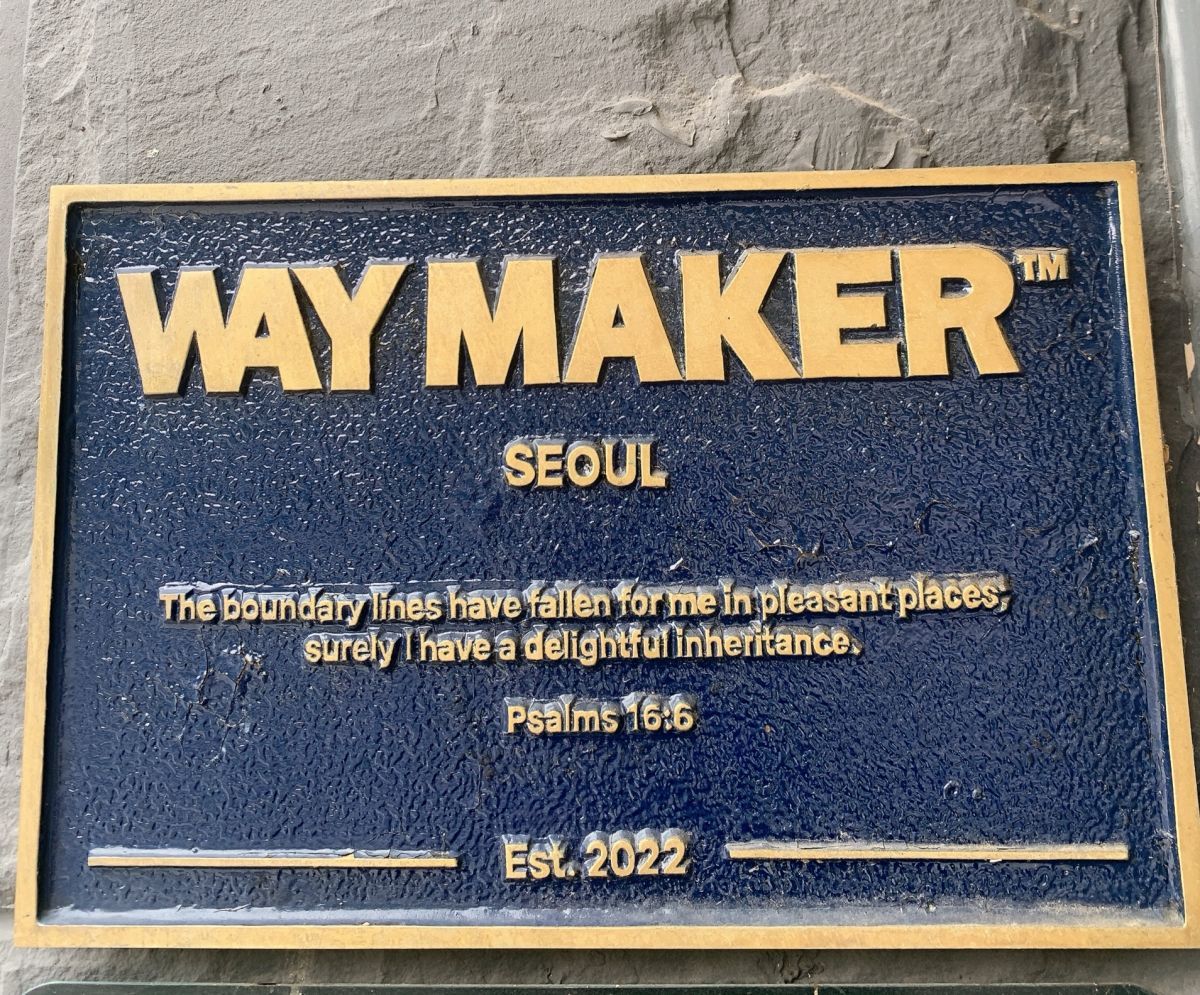 WAY MAKER™
SEOUL
The boundary lines have fallen for me in pleasant places;
surely I have a delightful inheritance.
Psalms 16:6
Est. 2022